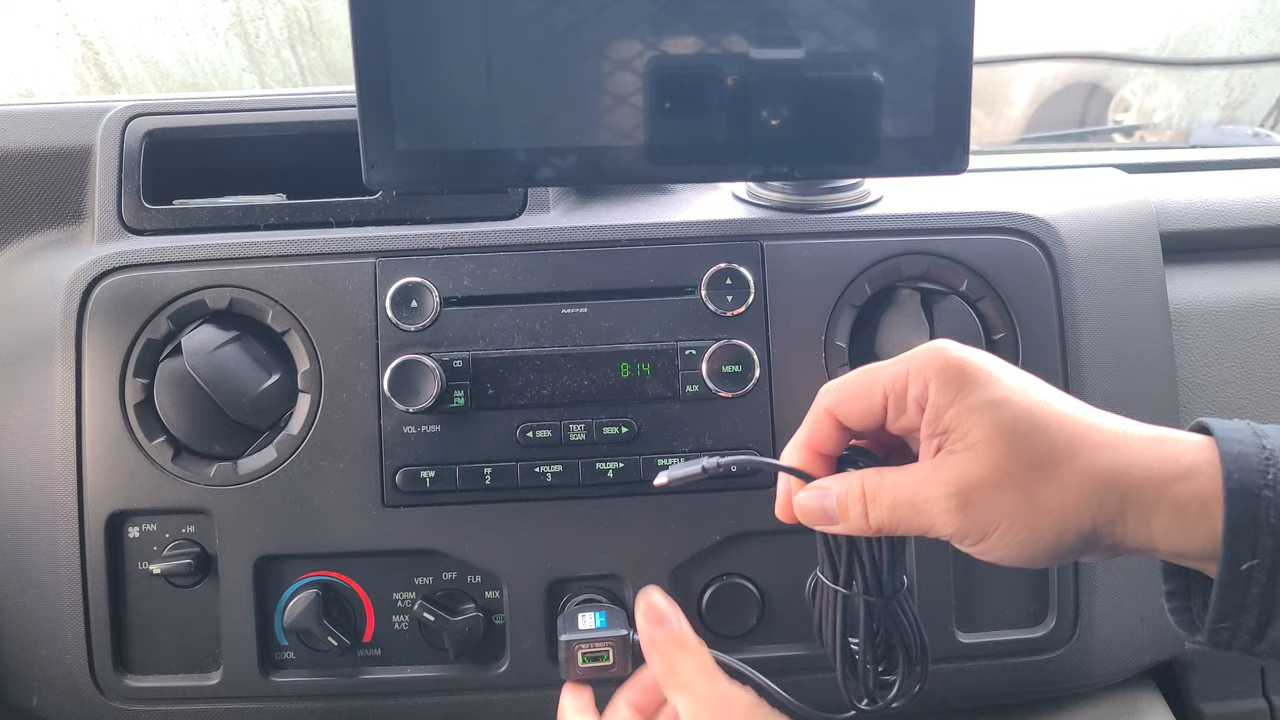 MP3
CD
8:14
MENU
AM
FM
AUX
VOL - PUSH
SEEK
TEXT
SCAN
SEEK
REW
1
FF
2
FOLDER
3
FOLDER
4
SHUFFLE
6
FAN
HI
LO
COOL
WARM
OFF
VENT
FLR
NORM
A/C
MIX
MAX
A/C